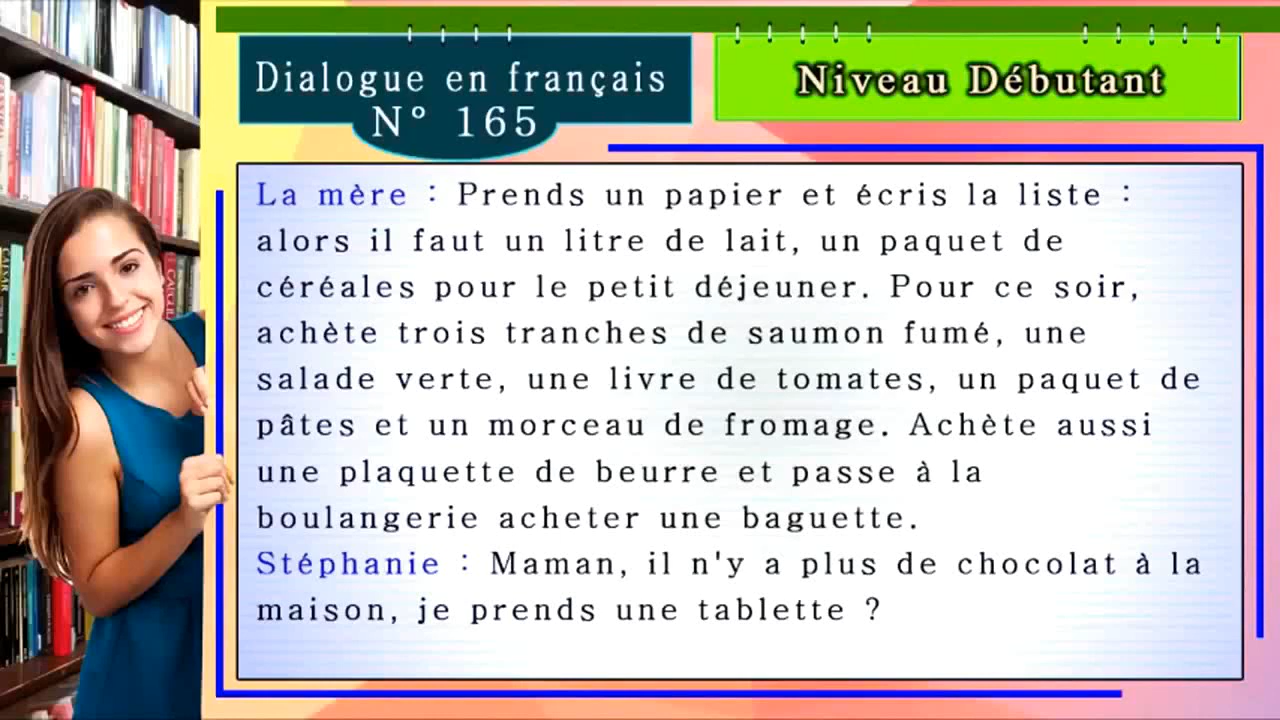 Dialogue en français
N° 165
Niveau Débutant
La mère : Prends un papier et écris la liste :
alors il faut un litre de lait, un paquet de
céréales pour le petit déjeuner. Pour ce soir,
achète trois tranches de saumon fumé, une
salade verte, une livre de tomates, un paquet de
pâtes et un morceau de fromage. Achète aussi
une plaquette de beurre et passe à la
boulangerie acheter une baguette.
Stéphanie : Maman, il n'y a plus de chocolat à la
maison, je prends une tablette ?